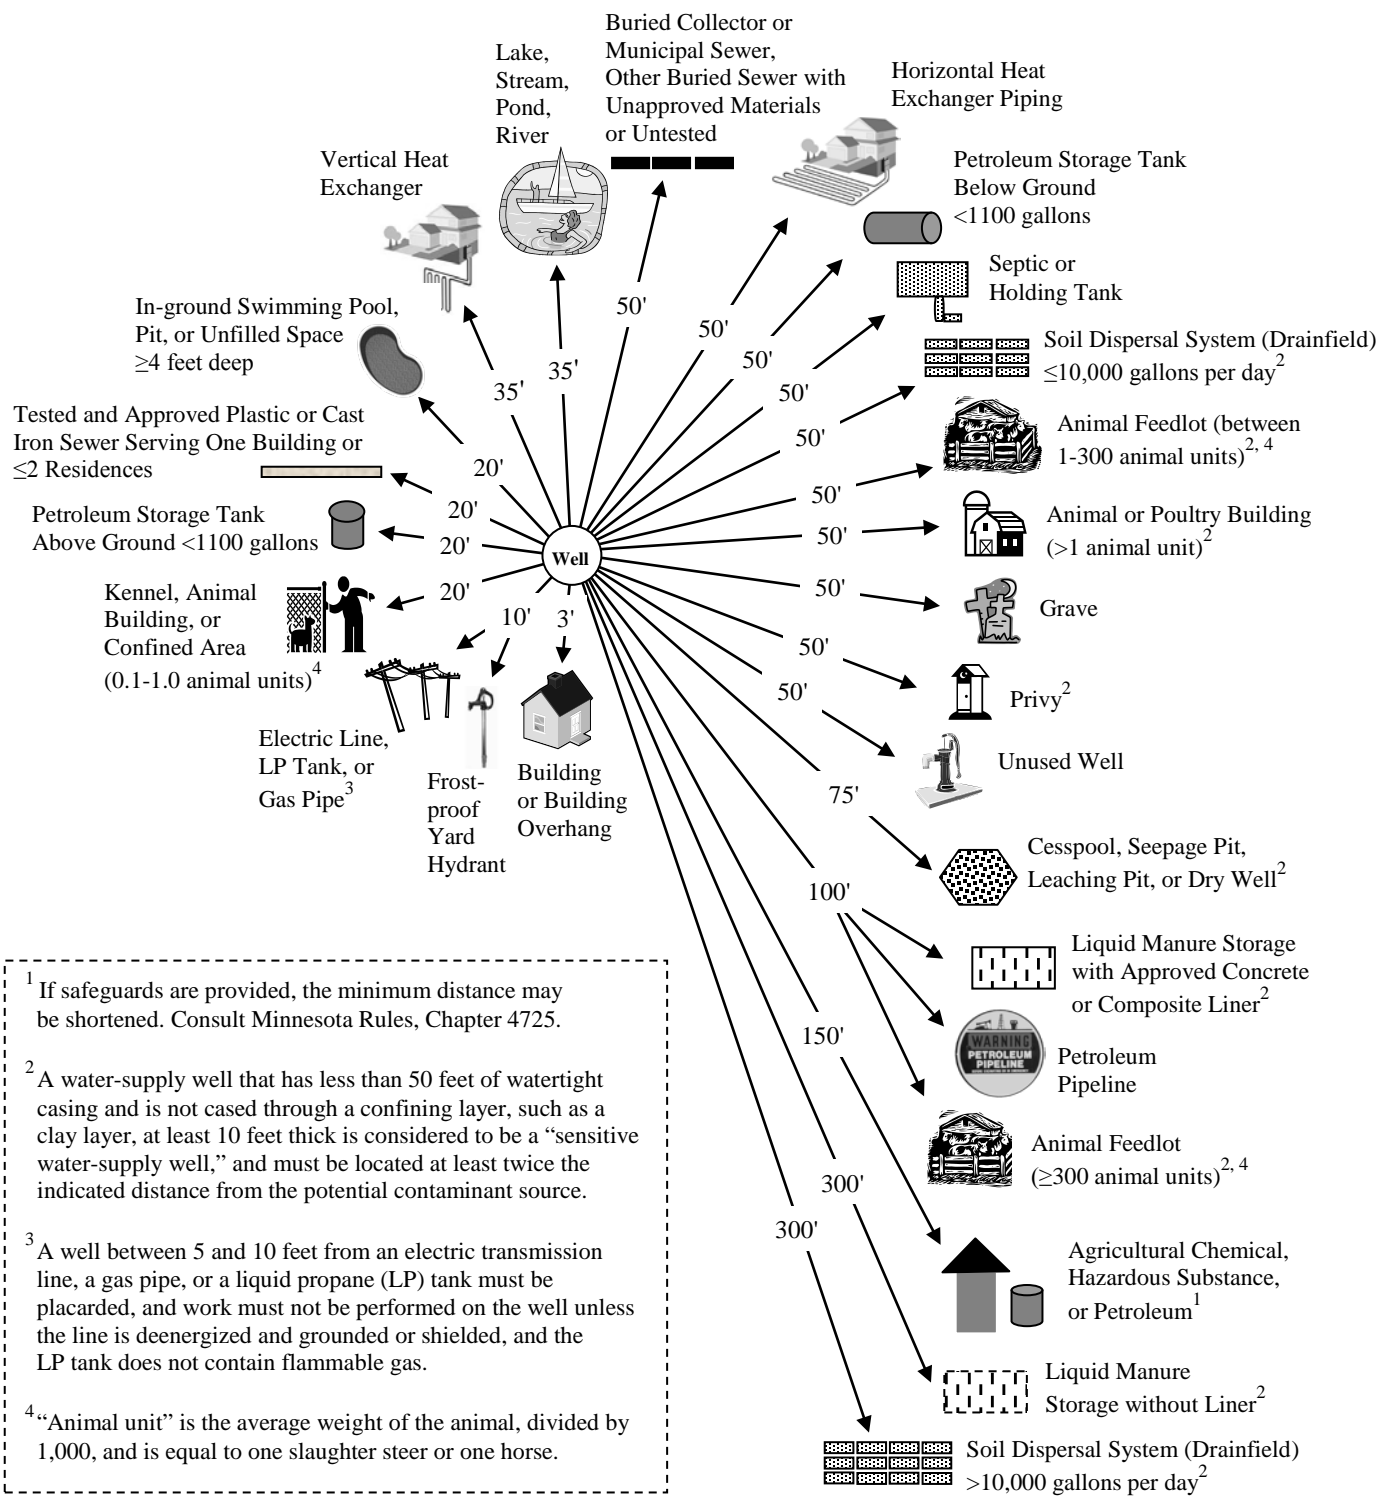 Buried Collector or
Municipal Sewer,
Other Buried Sewer with
Unapproved Materials
or Untested
Lake,
Stream,
Pond,
River
Horizontal Heat
Exchanger Piping
Vertical Heat
Exchanger
Petroleum Storage Tank
Below Ground
<1100 gallons
Septic or
Holding Tank
In-ground Swimming Pool,
Pit, or Unfilled Space
≥4 feet deep
Soil Dispersal System (Drainfield)
≤10,000 gallons per day2
Tested and Approved Plastic or Cast
Iron Sewer Serving One Building or
≤2 Residences
Animal Feedlot (between
1-300 animal units)2, 4
Petroleum Storage Tank
Above Ground <1100 gallons
Animal or Poultry Building
(>1 animal unit)2
Kennel, Animal
Building, or
Confined Area
(0.1-1.0 animal units)4
Grave
Privy2
Electric Line,
LP Tank, or
Gas Pipe3
Frost-
proof
Yard
Hydrant
Building
or Building
Overhang
Unused Well
Well
50'
50'
50'
35'
35'
50'
50'
20'
50'
20'
50'
20'
50'
20'
50'
10'
3'
50'
50'
75'
100'
150'
300'
300'
Cesspool, Seepage Pit,
Leaching Pit, or Dry Well2
Liquid Manure Storage
with Approved Concrete
or Composite Liner2
WARNING
PETROLEUM
PIPELINE
Petroleum
Pipeline
Animal Feedlot
(≥300 animal units)2, 4
Agricultural Chemical,
Hazardous Substance,
or Petroleum1
Liquid Manure
Storage without Liner2
Soil Dispersal System (Drainfield)
>10,000 gallons per day2
1 If safeguards are provided, the minimum distance may
be shortened. Consult Minnesota Rules, Chapter 4725.
2 A water-supply well that has less than 50 feet of watertight
casing and is not cased through a confining layer, such as a
clay layer, at least 10 feet thick is considered to be a “sensitive
water-supply well,” and must be located at least twice the
indicated distance from the potential contaminant source.
3 A well between 5 and 10 feet from an electric transmission
line, a gas pipe, or a liquid propane (LP) tank must be
placarded, and work must not be performed on the well unless
the line is deenergized and grounded or shielded, and the
LP tank does not contain flammable gas.
4 “Animal unit” is the average weight of the animal, divided by
1,000, and is equal to one slaughter steer or one horse.